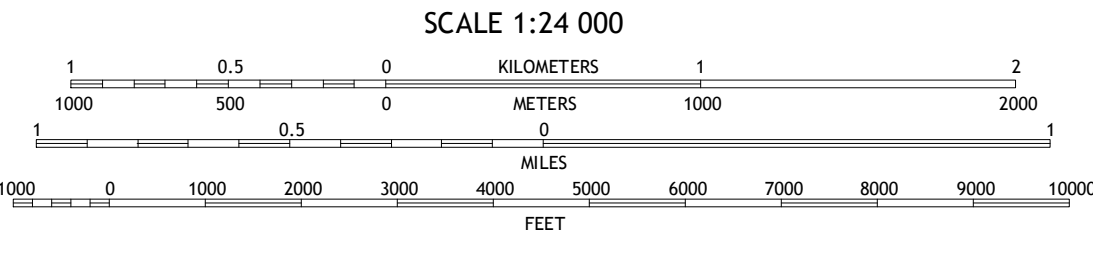 SCALE 1:24 000
1 0.5 0 KILOMETERS 1 2
1000 500 0 METERS 1000 2000
1 0.5 0 1
MILES
1000 0 1000 2000 3000 4000 5000 6000 7000 8000 9000 10000
FEET